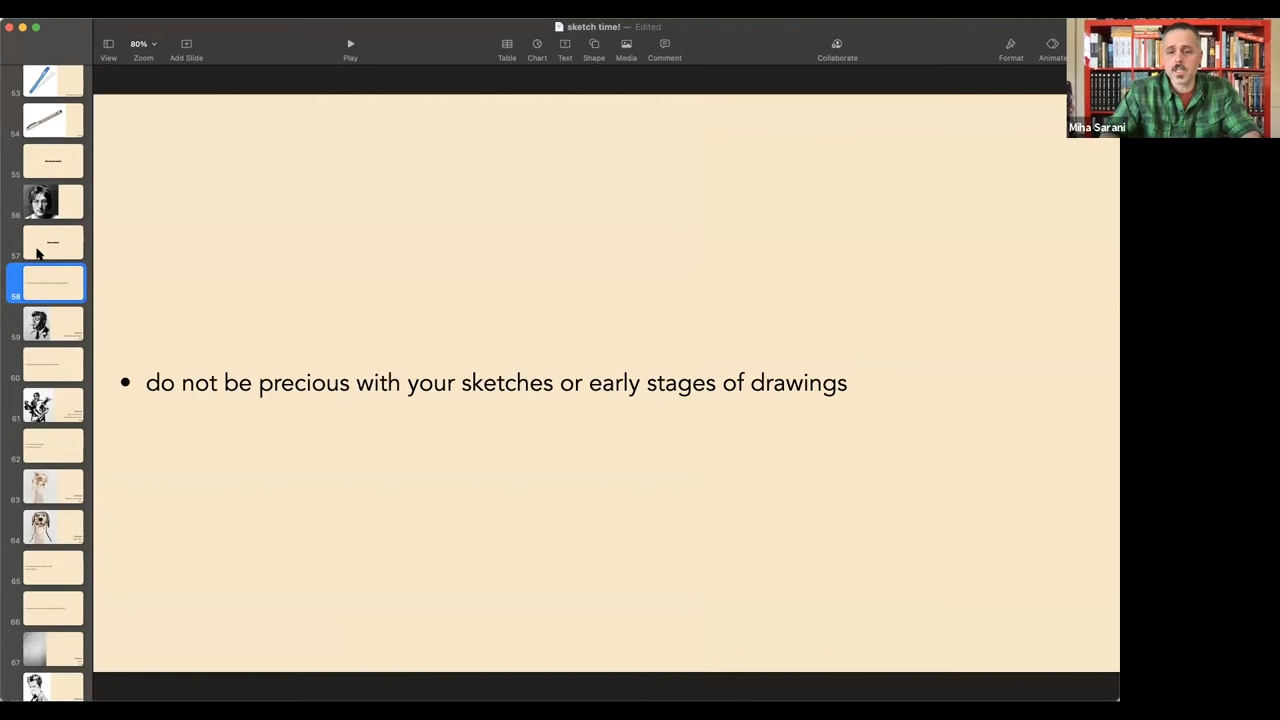 sketch time! — Edited
80%
View
Zoom
Add Slide
Play
Table
Chart
Text
Shape
Media
Comment
Collaborate
Format
Animate
Miha Sarani
53
54
55
56
57
58
59
60
61
62
63
64
65
66
67
• do not be precious with your sketches or early stages of drawings